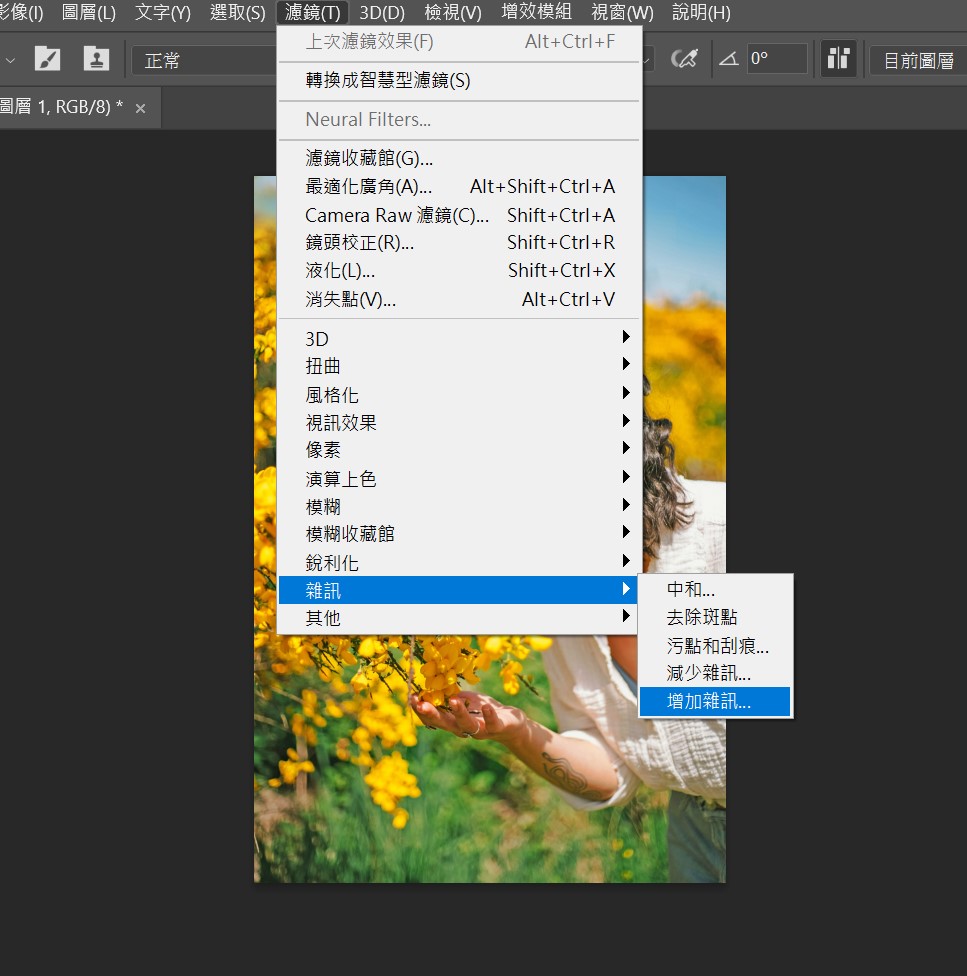 影像(I) 圖層(L) 文字(Y) 選取(S) 濾鏡(T) 3D(D) 檢視(V) 增效模組 視窗(W) 說明(H)
正常 0° 目前圖層
圖層 1, RGB/8) * ×
上次濾鏡效果(F) Alt+Ctrl+F
轉換成智慧型濾鏡(S)
Neural Filters...
濾鏡收藏館(G)...
最適化廣角(A)... Alt+Shift+Ctrl+A
Camera Raw 濾鏡(C)... Shift+Ctrl+A
鏡頭校正(R)... Shift+Ctrl+R
液化(L)... Shift+Ctrl+X
消失點(V)... Alt+Ctrl+V
3D
扭曲
風格化
視訊效果
像素
演算上色
模糊
模糊收藏館
銳利化
雜訊
其他
中和...
去除斑點
污點和刮痕...
減少雜訊...
增加雜訊...